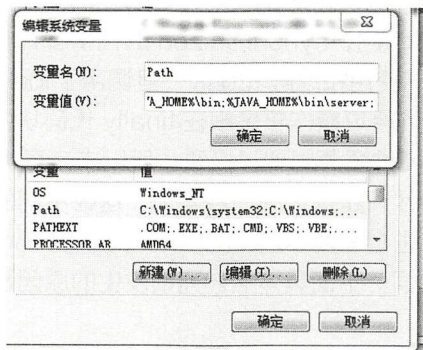 编辑系统变量
变量名(N): Path
变量值(V): 'A_HOME%\bin;%JAVA_HOME%\bin\server;
确定 取消
变量 值
OS Windows_NT
Path C:\Windows\system32;C:\Windows;...
PATHEXT .COM;.EXE;.BAT;.CMD;.VBS;.VBE;....
PROCESSOR_AR AMD64
新建(W)... 编辑(I)... 删除(L)
确定 取消